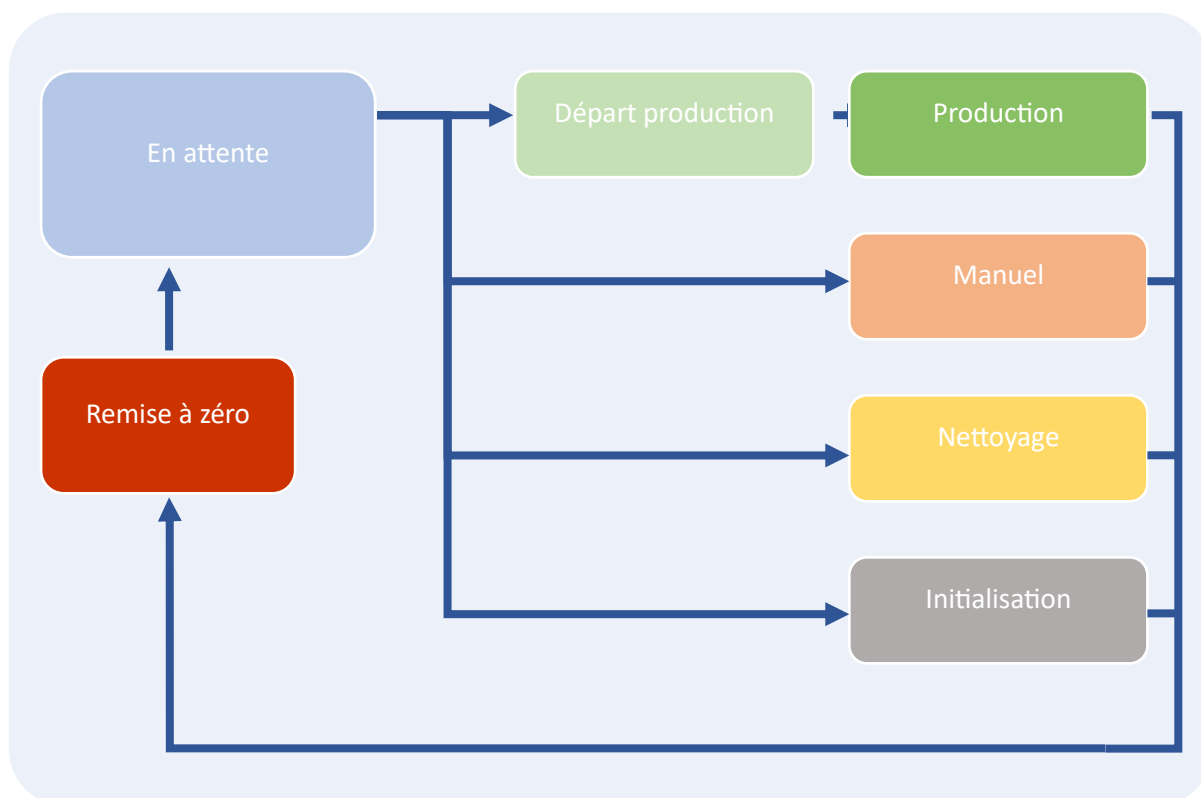 En attente
Départ production
Production
Manuel
Remise à zéro
Nettoyage
Initialisation